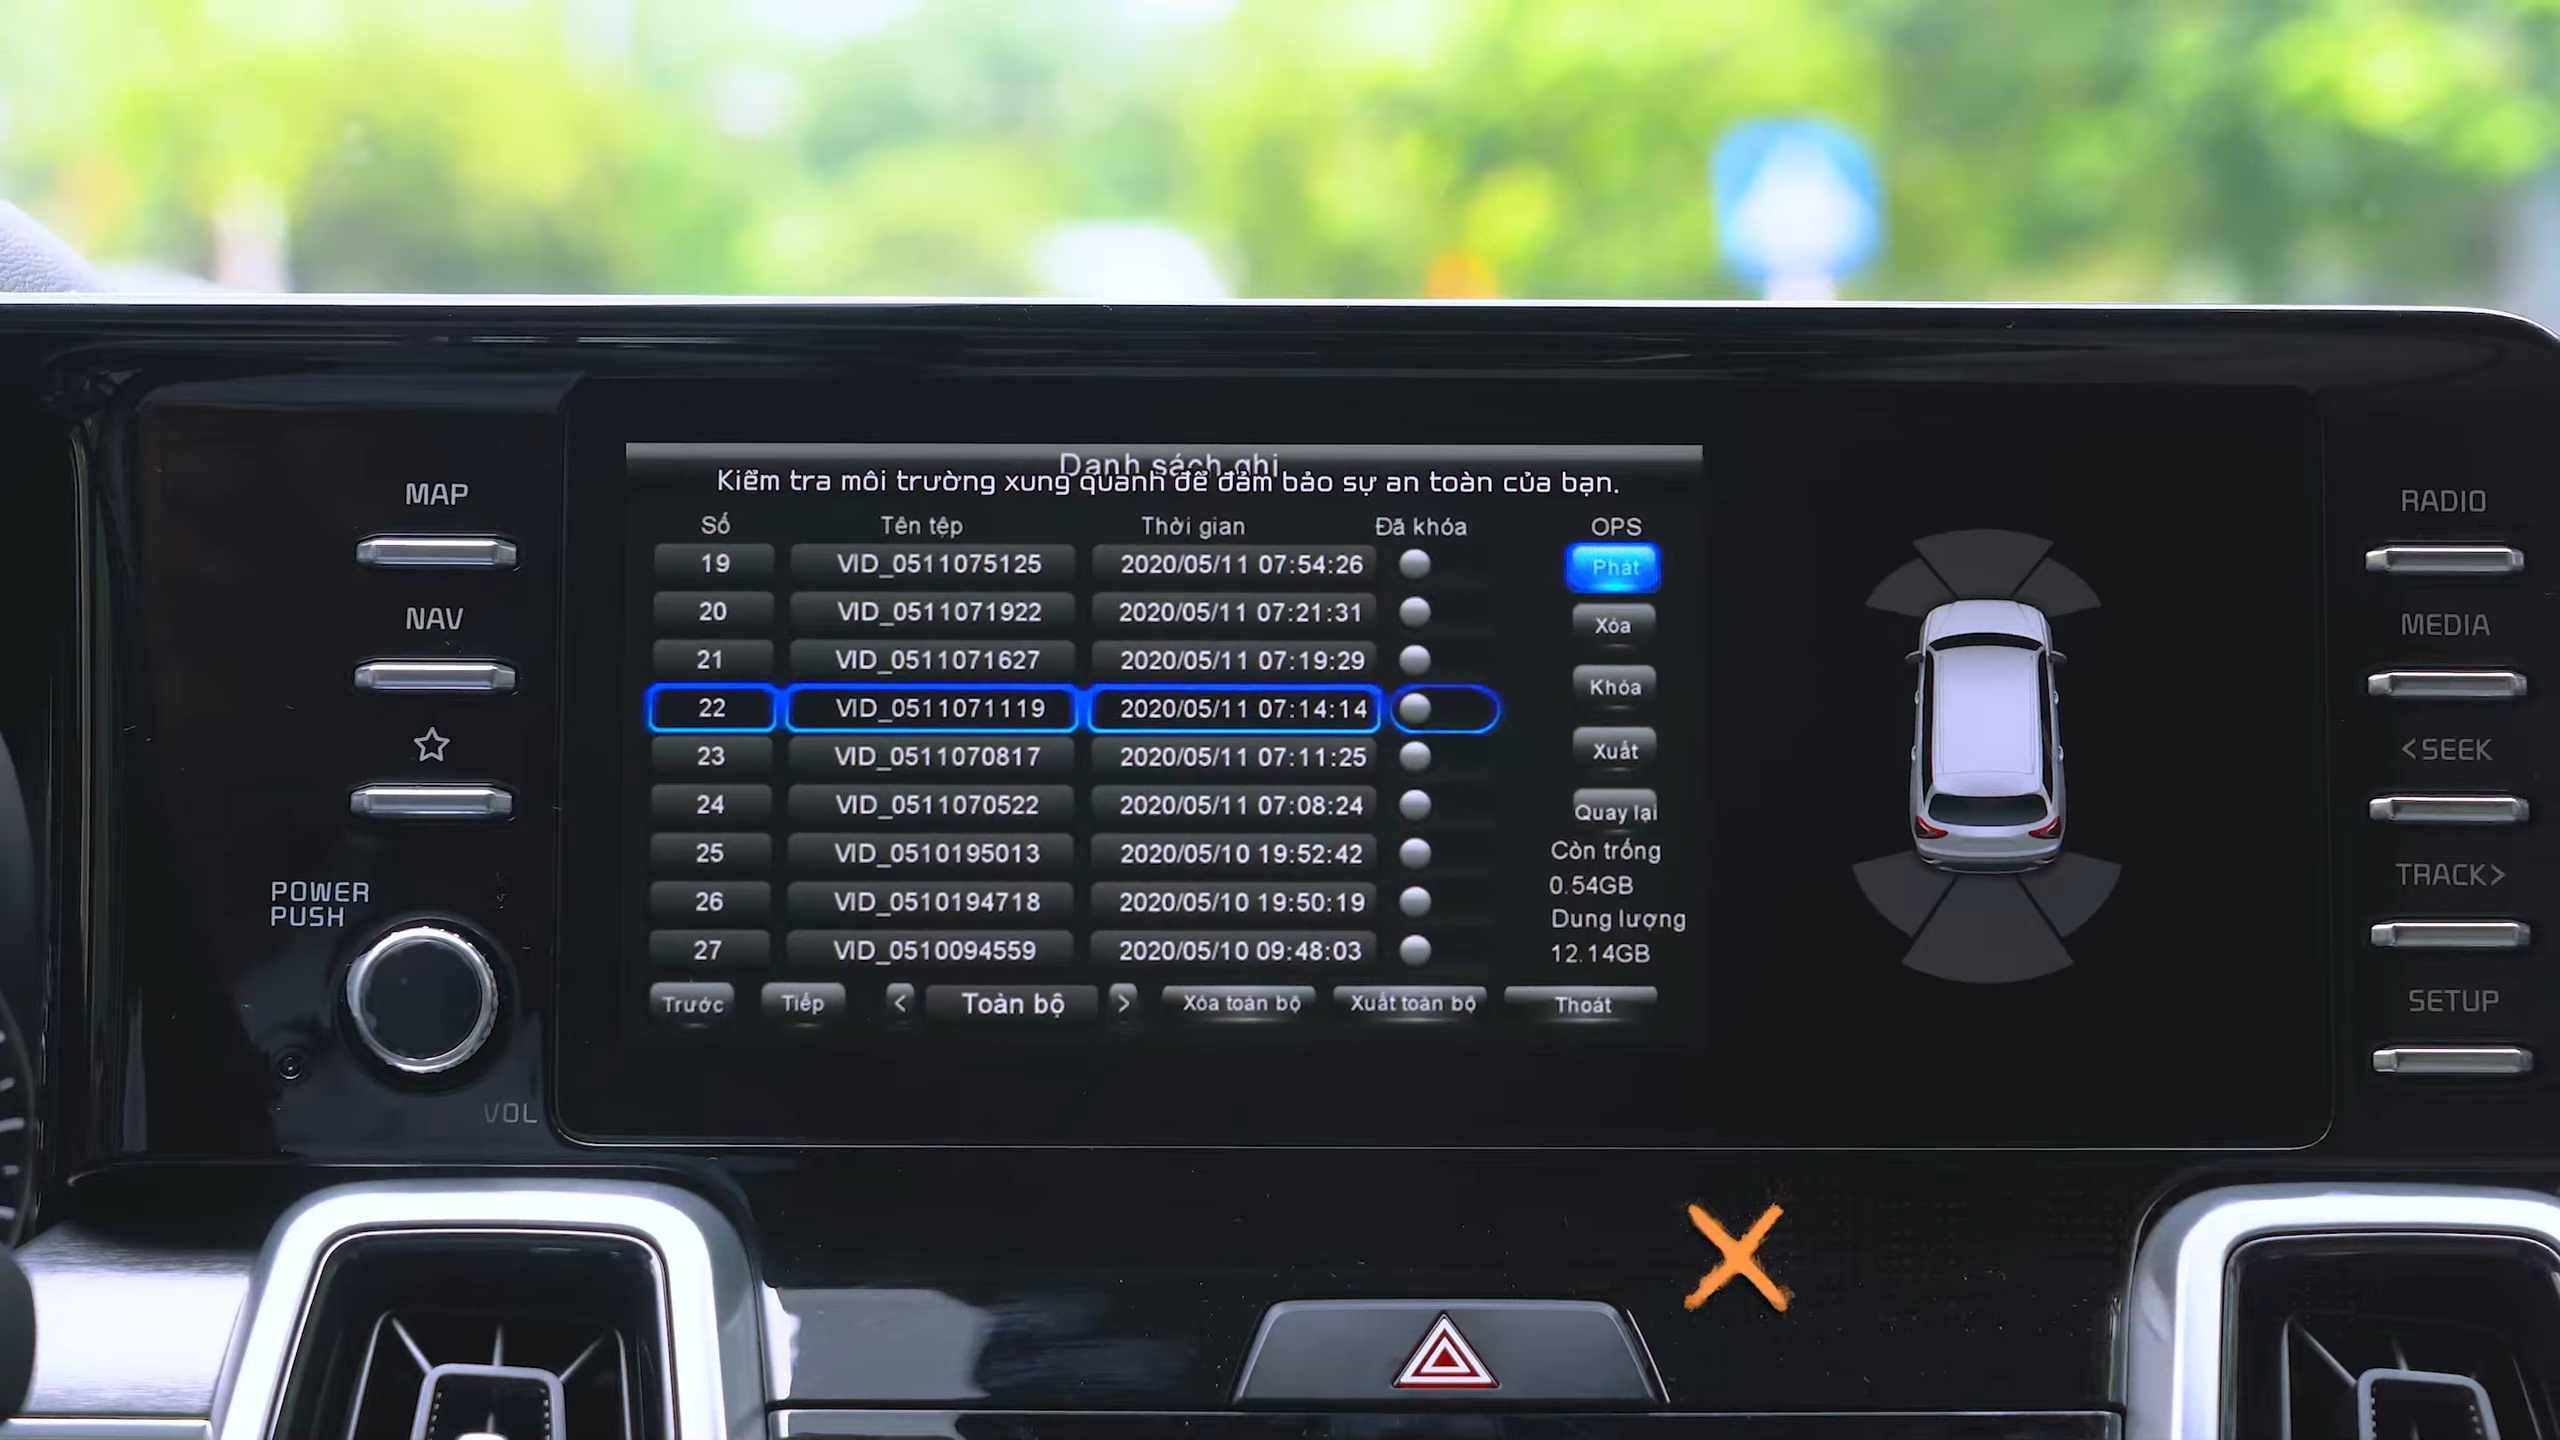 Danh sách ghi
Kiểm tra môi trường xung quanh để đảm bảo sự an toàn của bạn.
Số Tên tệp Thời gian Đã khóa OPS
19 VID_0511075125 2020/05/11 07:54:26 Phát
20 VID_0511071922 2020/05/11 07:21:31 Xóa
21 VID_0511071627 2020/05/11 07:19:29
22 VID_0511071119 2020/05/11 07:14:14 Khóa
23 VID_0511070817 2020/05/11 07:11:25 Xuất
24 VID_0511070522 2020/05/11 07:08:24 Quay lại
25 VID_0510195013 2020/05/10 19:52:42
26 VID_0510194718 2020/05/10 19:50:19
27 VID_0510094559 2020/05/10 09:48:03
Còn trống
0.54GB
Dung lượng
12.14GB
Trước Tiếp < Toàn bộ > Xóa toàn bộ Xuất toàn bộ Thoát
MAP
NAV
POWER
PUSH
VOL
RADIO
MEDIA
<SEEK
TRACK>
SETUP